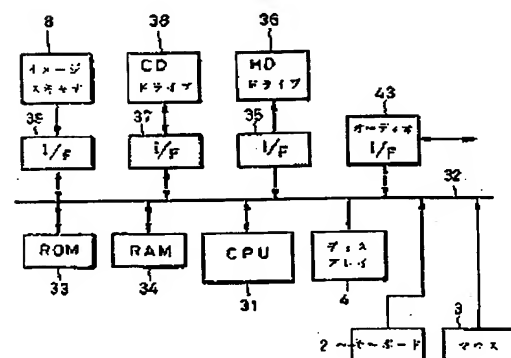 8
38
36
イメージ
スキャナ
CD
ドライブ
HD
ドライブ
43
39
37
35
オーディオ
I/F
I/F
I/F
I/F
32
ROM
RAM
CPU
ディス
プレイ
33
34
31
4
3
2
キーボード
マウス